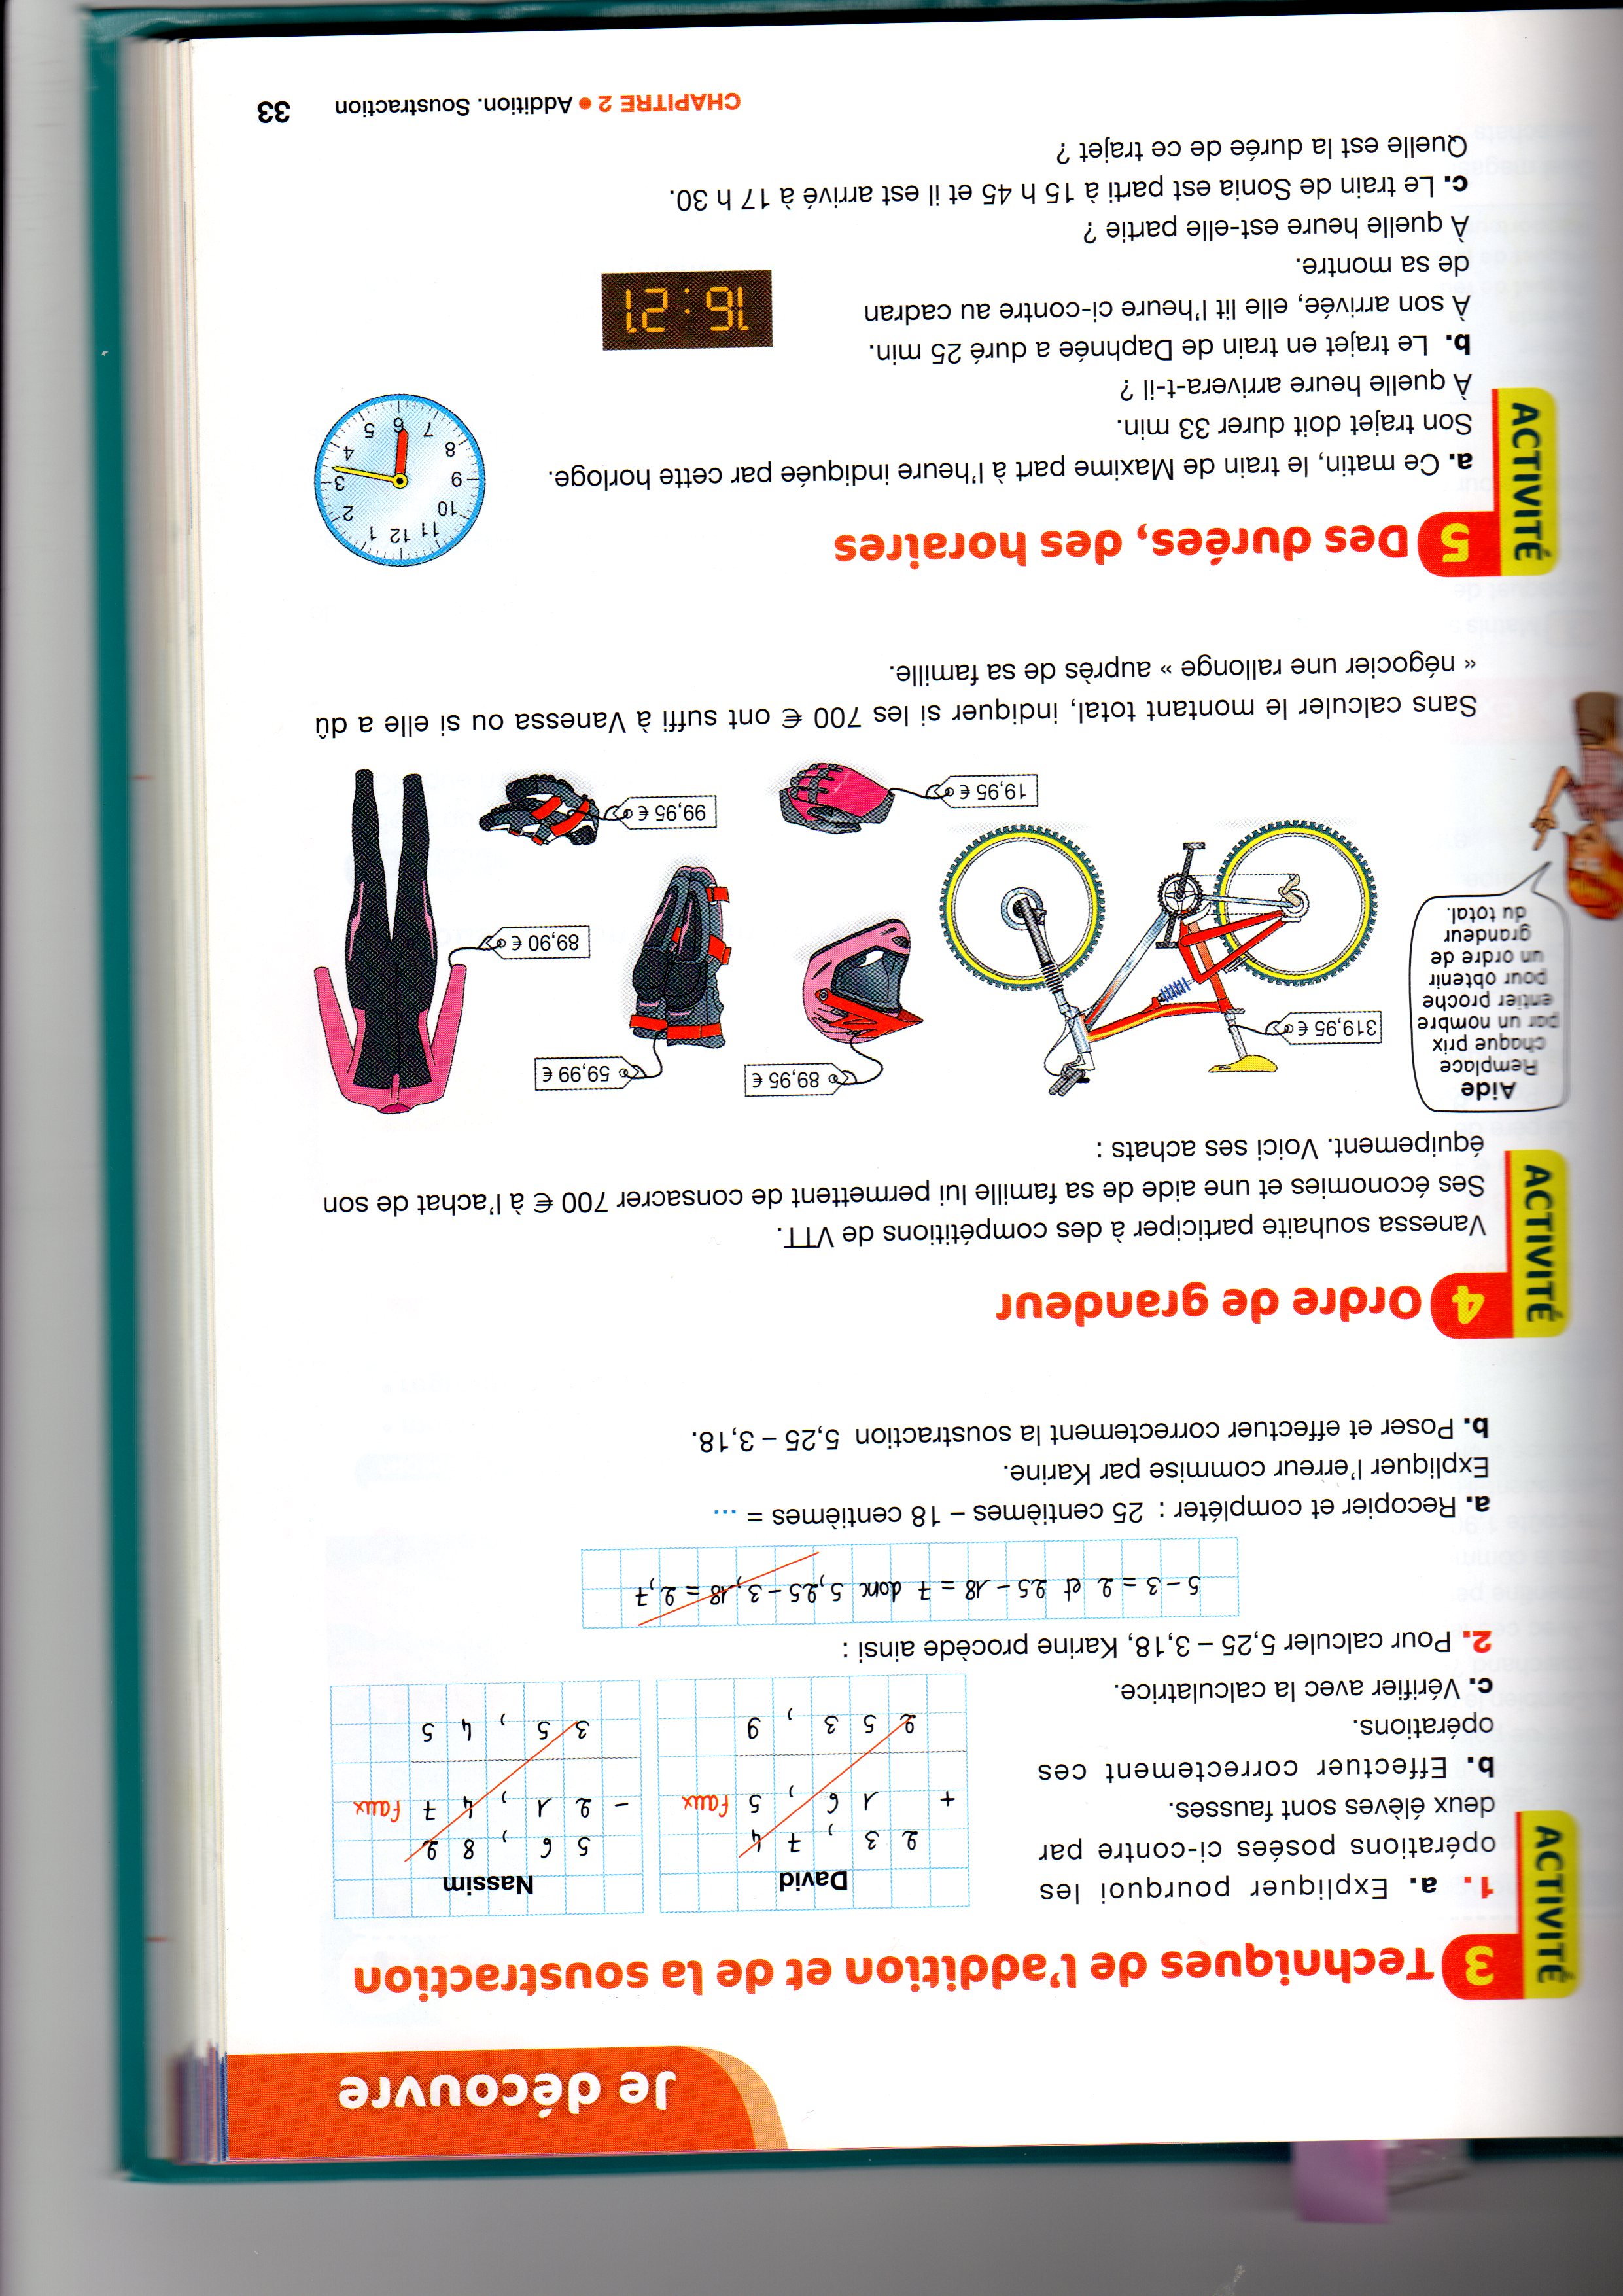 Je découvre
ACTIVITÉ 3 Techniques de l'addition et de la soustraction
1. a. Expliquer pourquoi les
opérations posées ci-contre par
deux élèves sont fausses.
b. Effectuer correctement ces
opérations.
c. Vérifier avec la calculatrice.
David
2 3 , 7 4
+ 1 6 , 5 Faux
2 5 3 , 9
Nassim
5 6 , 8 2
- 2 1 , 4 7 Faux
3 5 , 4 5
2. Pour calculer 5,25 – 3,18, Karine procède ainsi :
5 - 3 = 2 et 25 - 18 = 7 donc 5,25 - 3,18 = 2,7
a. Recopier et compléter : 25 centièmes – 18 centièmes = ...
Expliquer l'erreur commise par Karine.
b. Poser et effectuer correctement la soustraction 5,25 – 3,18.
ACTIVITÉ 4 Ordre de grandeur
Vanessa souhaite participer à des compétitions de VTT.
Ses économies et une aide de sa famille lui permettent de consacrer 700 € à l'achat de son
équipement. Voici ses achats :
Aide
Remplace
chaque prix
par un nombre
entier proche
pour obtenir
un ordre de
grandeur
du total.
319,95 €
89,95 €
59,99 €
89,90 €
19,95 €
99,95 €
Sans calculer le montant total, indiquer si les 700 € ont suffi à Vanessa ou si elle a dû
« négocier une rallonge » auprès de sa famille.
ACTIVITÉ 5 Des durées, des horaires
a. Ce matin, le train de Maxime part à l'heure indiquée par cette horloge.
Son trajet doit durer 33 min.
À quelle heure arrivera-t-il ?
12 1 2 3 4 5 6 7 8 9 10 11
b. Le trajet en train de Daphnée a duré 25 min.
À son arrivée, elle lit l'heure ci-contre au cadran
de sa montre.
À quelle heure est-elle partie ?
16:21
c. Le train de Sonia est parti à 15 h 45 et il est arrivé à 17 h 30.
Quelle est la durée de ce trajet ?
CHAPITRE 2 • Addition. Soustraction 33